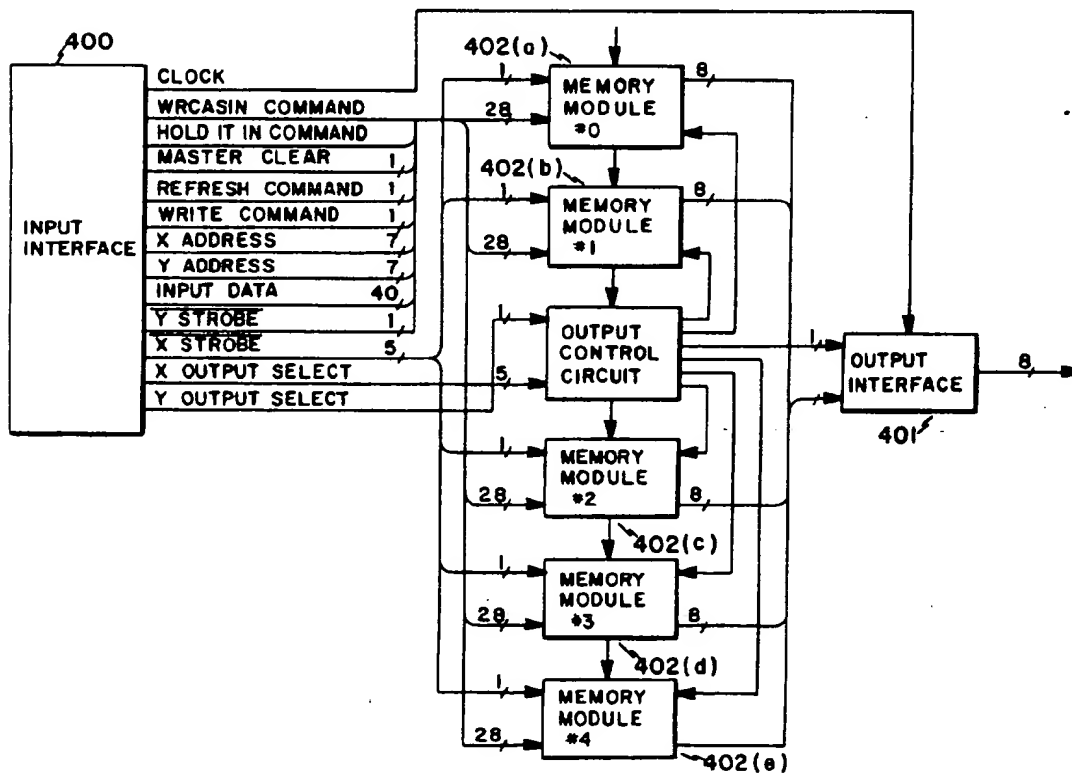 400
INPUT
INTERFACE
CLOCK
WRCASIN COMMAND
HOLD IT IN COMMAND
MASTER CLEAR 1
REFRESH COMMAND 1
WRITE COMMAND 1
X ADDRESS 7
Y ADDRESS 7
INPUT DATA 40
Y STROBE 1
X STROBE 5
X OUTPUT SELECT
Y OUTPUT SELECT
402(a)
1
28
MEMORY
MODULE
#0
8
402(b)
1
28
MEMORY
MODULE
#1
8
1
5
OUTPUT
CONTROL
CIRCUIT
1
OUTPUT
INTERFACE
8
401
1
28
MEMORY
MODULE
#2
8
402(c)
1
28
MEMORY
MODULE
#3
8
402(d)
1
28
MEMORY
MODULE
#4
402(e)